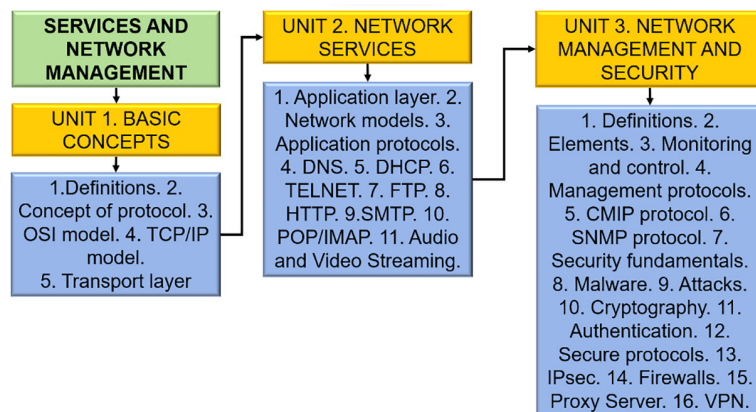 SERVICES AND
NETWORK
MANAGEMENT
UNIT 1. BASIC
CONCEPTS
1.Definitions. 2.
Concept of protocol. 3.
OSI model. 4. TCP/IP
model.
5. Transport layer
UNIT 2. NETWORK
SERVICES
1. Application layer. 2.
Network models. 3.
Application protocols.
4. DNS. 5. DHCP. 6.
TELNET. 7. FTP. 8.
HTTP. 9.SMTP. 10.
POP/IMAP. 11. Audio
and Video Streaming.
UNIT 3. NETWORK
MANAGEMENT AND
SECURITY
1. Definitions. 2.
Elements. 3. Monitoring
and control. 4.
Management protocols.
5. CMIP protocol. 6.
SNMP protocol. 7.
Security fundamentals.
8. Malware. 9. Attacks.
10. Cryptography. 11.
Authentication. 12.
Secure protocols. 13.
IPsec. 14. Firewalls. 15.
Proxy Server. 16. VPN.